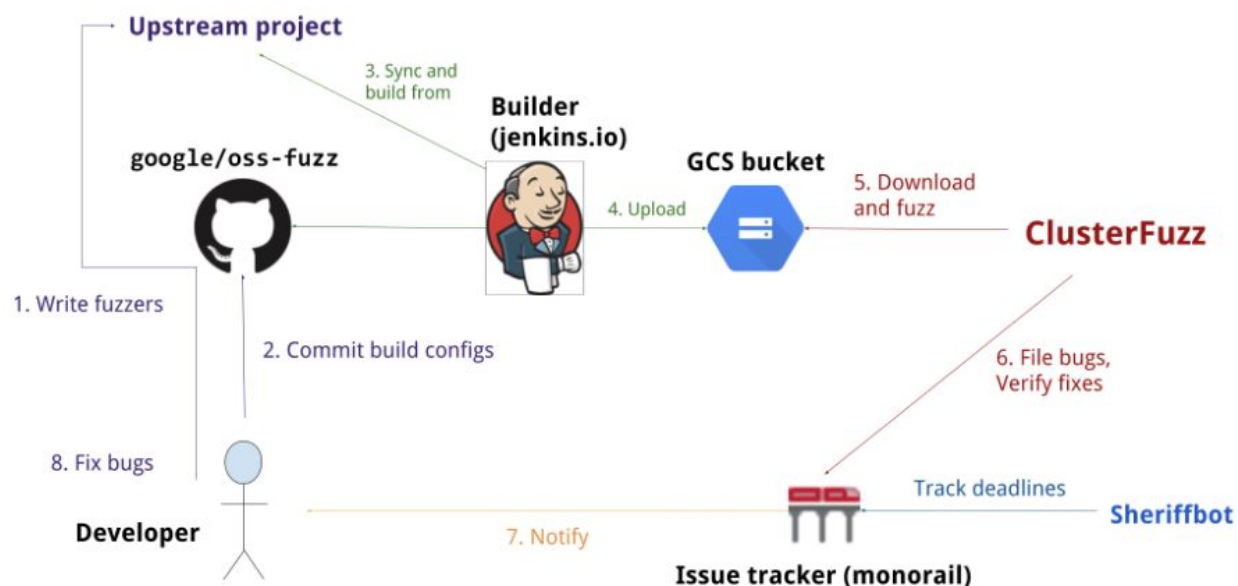 Upstream project
3. Sync and
build from
Builder
(jenkins.io)
google/oss-fuzz
GCS bucket
4. Upload
5. Download
and fuzz
ClusterFuzz
1. Write fuzzers
2. Commit build configs
6. File bugs,
Verify fixes
8. Fix bugs
Developer
7. Notify
Track deadlines
Sheriffbot
Issue tracker (monorail)